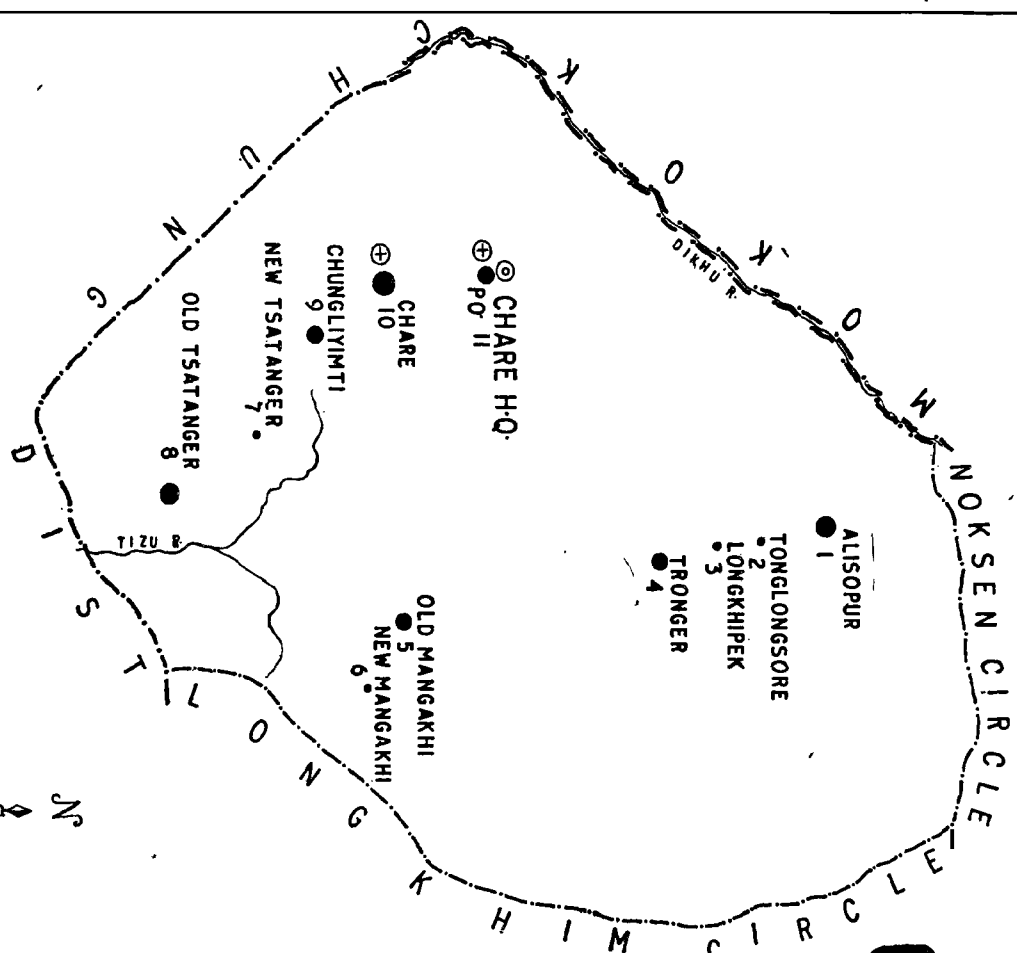 MOKOKCHUNG DIST
NOKSEN CIRCLE
LONGKHIM CIRCLE
DIKHU R.
ALISOPUR
1
TONGLONGSORE
2
LONGKHIPEK
3
TRONGER
4
CHARE H·Q·
PO· 11
CHARE
10
CHUNGLIYIMTI
9
NEW TSATANGER
7
OLD TSATANGER
8
OLD MANGAKHI
5
NEW MANGAKHI
6
TIZU R.
N